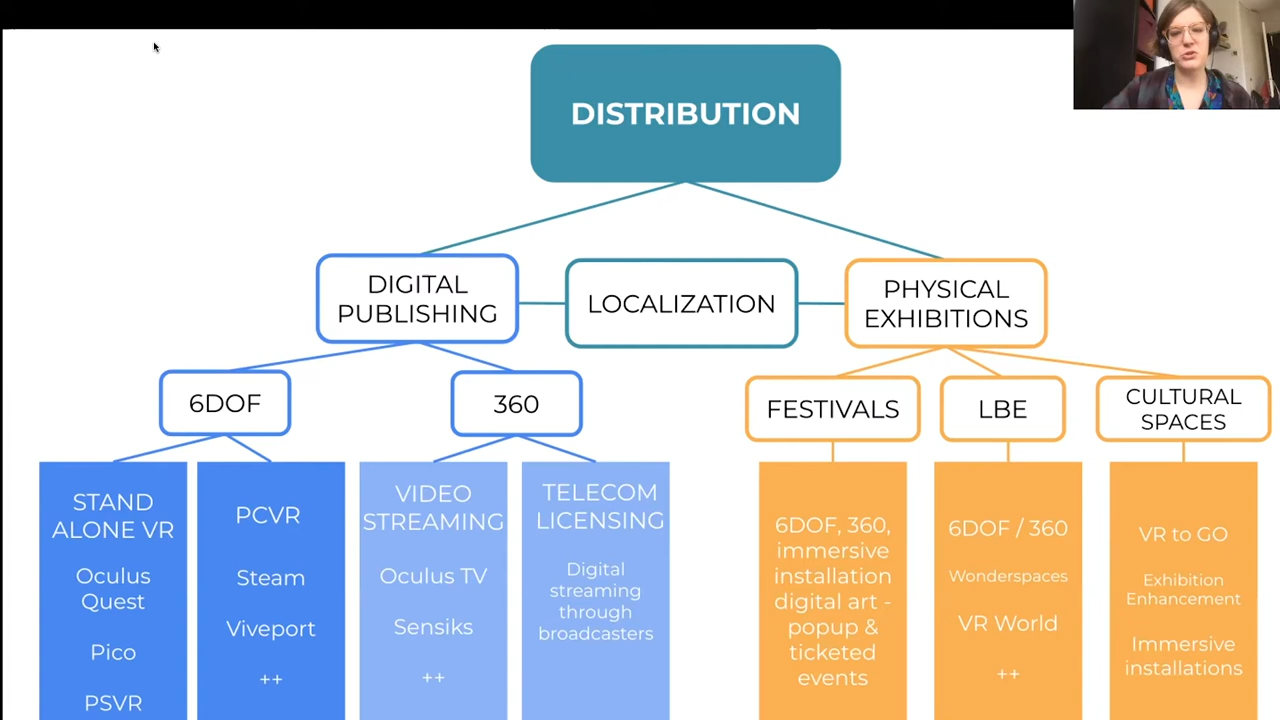 DISTRIBUTION
DIGITAL
PUBLISHING
LOCALIZATION
PHYSICAL
EXHIBITIONS
6DOF
360
FESTIVALS
LBE
CULTURAL
SPACES
STAND
ALONE VR
Oculus
Quest
Pico
PSVR
PCVR
Steam
Viveport
++
VIDEO
STREAMING
Oculus TV
Sensiks
++
TELECOM
LICENSING
Digital
streaming
through
broadcasters
6DOF, 360,
immersive
installation
digital art -
popup &
ticketed
events
6DOF / 360
Wonderspaces
VR World
++
VR to GO
Exhibition
Enhancement
Immersive
installations